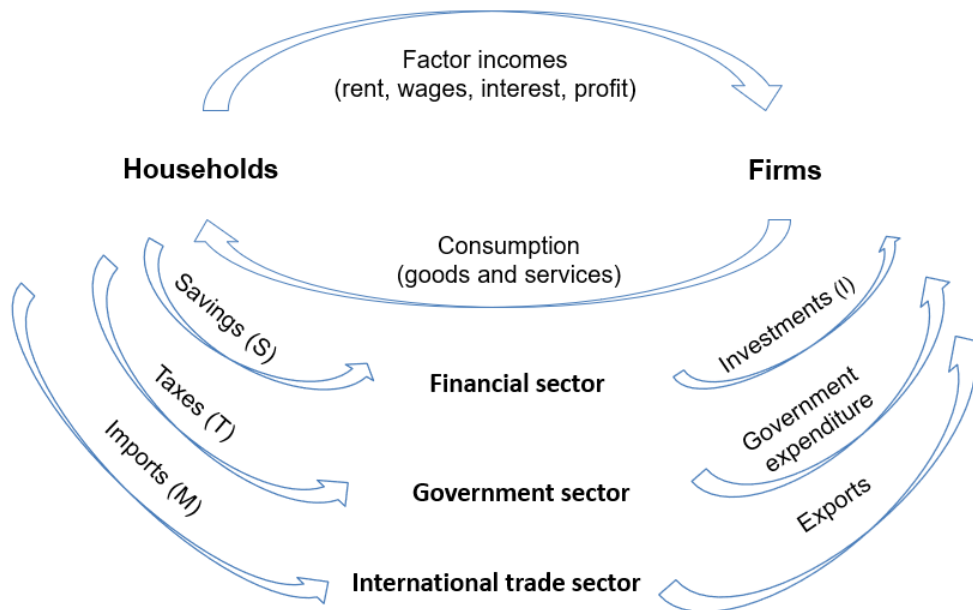 Factor incomes
(rent, wages, interest, profit)
Households
Firms
Consumption
(goods and services)
Savings (S)
Taxes (T)
Imports (M)
Financial sector
Government sector
International trade sector
Investments (I)
Government
expenditure
Exports